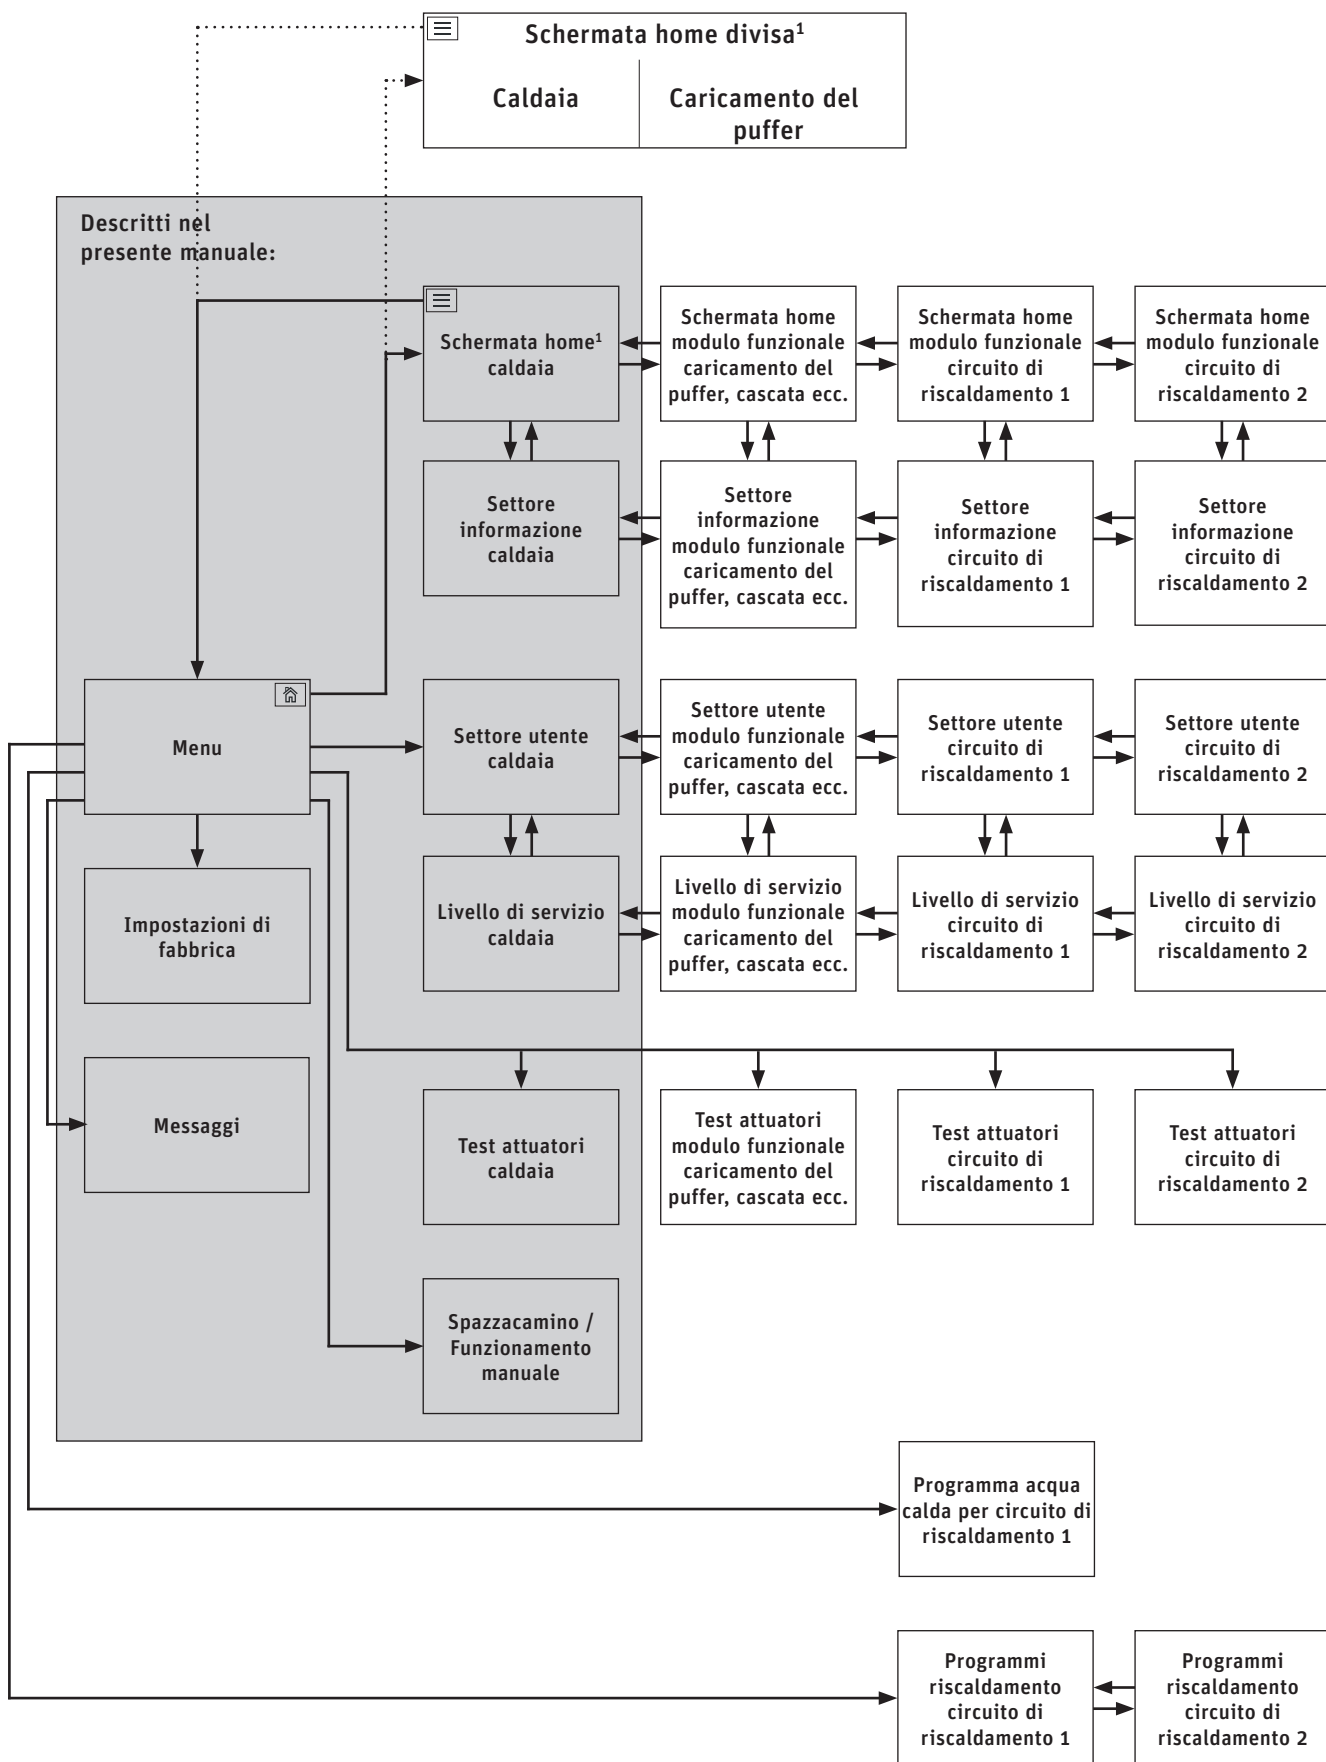 Schermata home divisa¹
Caldaia
Caricamento del
puffer
Descritti nel
presente manuale:
Schermata home¹
caldaia
Schermata home
modulo funzionale
caricamento del
puffer, cascata ecc.
Schermata home
modulo funzionale
circuito di
riscaldamento 1
Schermata home
modulo funzionale
circuito di
riscaldamento 2
Settore
informazione
caldaia
Settore
informazione
modulo funzionale
caricamento del
puffer, cascata ecc.
Settore
informazione
circuito di
riscaldamento 1
Settore
informazione
circuito di
riscaldamento 2
Menu
Settore utente
caldaia
Settore utente
modulo funzionale
caricamento del
puffer, cascata ecc.
Settore utente
circuito di
riscaldamento 1
Settore utente
circuito di
riscaldamento 2
Impostazioni di
fabbrica
Livello di servizio
caldaia
Livello di servizio
modulo funzionale
caricamento del
puffer, cascata ecc.
Livello di servizio
circuito di
riscaldamento 1
Livello di servizio
circuito di
riscaldamento 2
Messaggi
Test attuatori
caldaia
Test attuatori
modulo funzionale
caricamento del
puffer, cascata ecc.
Test attuatori
circuito di
riscaldamento 1
Test attuatori
circuito di
riscaldamento 2
Spazzacamino /
Funzionamento
manuale
Programma acqua
calda per circuito di
riscaldamento 1
Programmi
riscaldamento
circuito di
riscaldamento 1
Programmi
riscaldamento
circuito di
riscaldamento 2